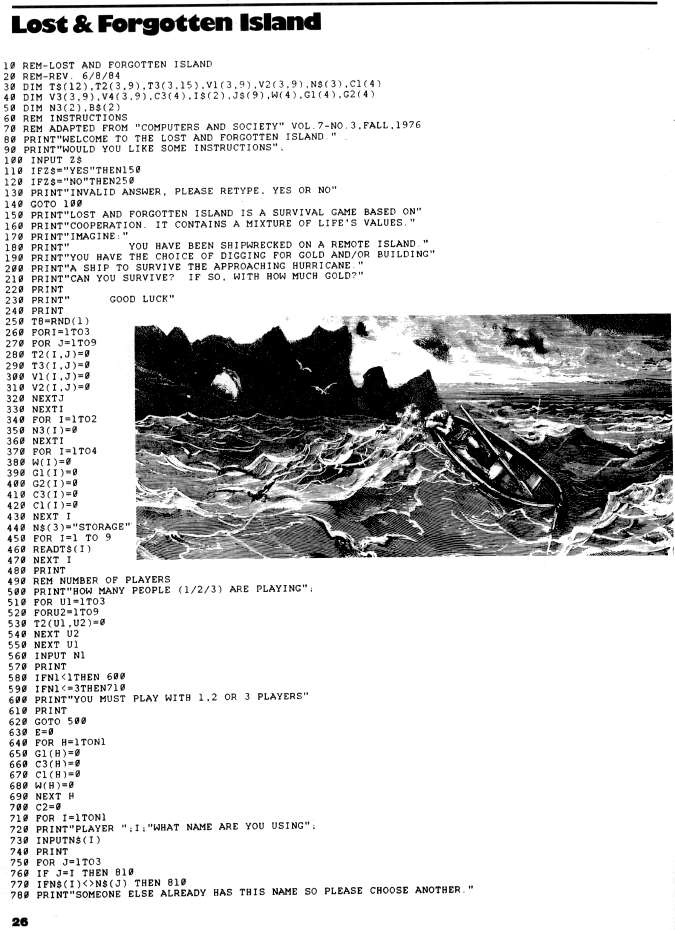 Lost & Forgotten Island
10 REM-LOST AND FORGOTTEN ISLAND
20 REM-REV. 6/8/84
30 DIM T$(12),T2(3,9),T3(3,15),V1(3,9),V2(3,9),N$(3),C1(4)
40 DIM V3(3,9),V4(3,9),C3(4),I$(2),J$(9),W(4),G1(4),G2(4)
50 DIM N3(2),B$(2)
60 REM INSTRUCTIONS
70 REM ADAPTED FROM "COMPUTERS AND SOCIETY" VOL.7-NO.3,FALL,1976
80 PRINT"WELCOME TO THE LOST AND FORGOTTEN ISLAND "
90 PRINT"WOULD YOU LIKE SOME INSTRUCTIONS";
100 INPUT Z$
110 IFZ$="YES"THEN150
120 IFZ$="NO"THEN250
130 PRINT"INVALID ANSWER, PLEASE RETYPE, YES OR NO"
140 GOTO 100
150 PRINT"LOST AND FORGOTTEN ISLAND IS A SURVIVAL GAME BASED ON"
160 PRINT"COOPERATION. IT CONTAINS A MIXTURE OF LIFE'S VALUES."
170 PRINT"IMAGINE:"
180 PRINT"          YOU HAVE BEEN SHIPWRECKED ON A REMOTE ISLAND."
190 PRINT"YOU HAVE THE CHOICE OF DIGGING FOR GOLD AND/OR BUILDING"
200 PRINT"A SHIP TO SURVIVE THE APPROACHING HURRICANE."
210 PRINT"CAN YOU SURVIVE?  IF SO, WITH HOW MUCH GOLD?"
220 PRINT
230 PRINT"       GOOD LUCK"
240 PRINT
250 T8=RND(1)
260 FORI=1TO3
270 FOR J=1TO9
280 T2(I,J)=0
290 T3(I,J)=0
300 V1(I,J)=0
310 V2(I,J)=0
320 NEXTJ
330 NEXTI
340 FOR I=1TO2
350 N3(I)=0
360 NEXTI
370 FOR I=1TO4
380 W(I)=0
390 G1(I)=0
400 G2(I)=0
410 C3(I)=0
420 C1(I)=0
430 NEXT I
440 N$(3)="STORAGE"
450 FOR I=1 TO 9
460 READT$(I)
470 NEXT I
480 PRINT
490 REM NUMBER OF PLAYERS
500 PRINT"HOW MANY PEOPLE (1/2/3) ARE PLAYING";
510 FOR U1=1TO3
520 FORU2=1TO9
530 T2(U1,U2)=0
540 NEXT U2
550 NEXT U1
560 INPUT N1
570 PRINT
580 IFN1<1THEN 600
590 IFN1<=3THEN710
600 PRINT"YOU MUST PLAY WITH 1,2 OR 3 PLAYERS"
610 PRINT
620 GOTO 500
630 E=0
640 FOR H=1TON1
650 G1(H)=0
660 C3(H)=0
670 C1(H)=0
680 W(H)=0
690 NEXT H
700 C2=0
710 FOR I=1TON1
720 PRINT"PLAYER ";I;"WHAT NAME ARE YOU USING";
730 INPUTN$(I)
740 PRINT
750 FOR J=1TO3
760 IF J=I THEN 810
770 IFN$(I)<>N$(J) THEN 810
780 PRINT"SOMEONE ELSE ALREADY HAS THIS NAME SO PLEASE CHOOSE ANOTHER."
26